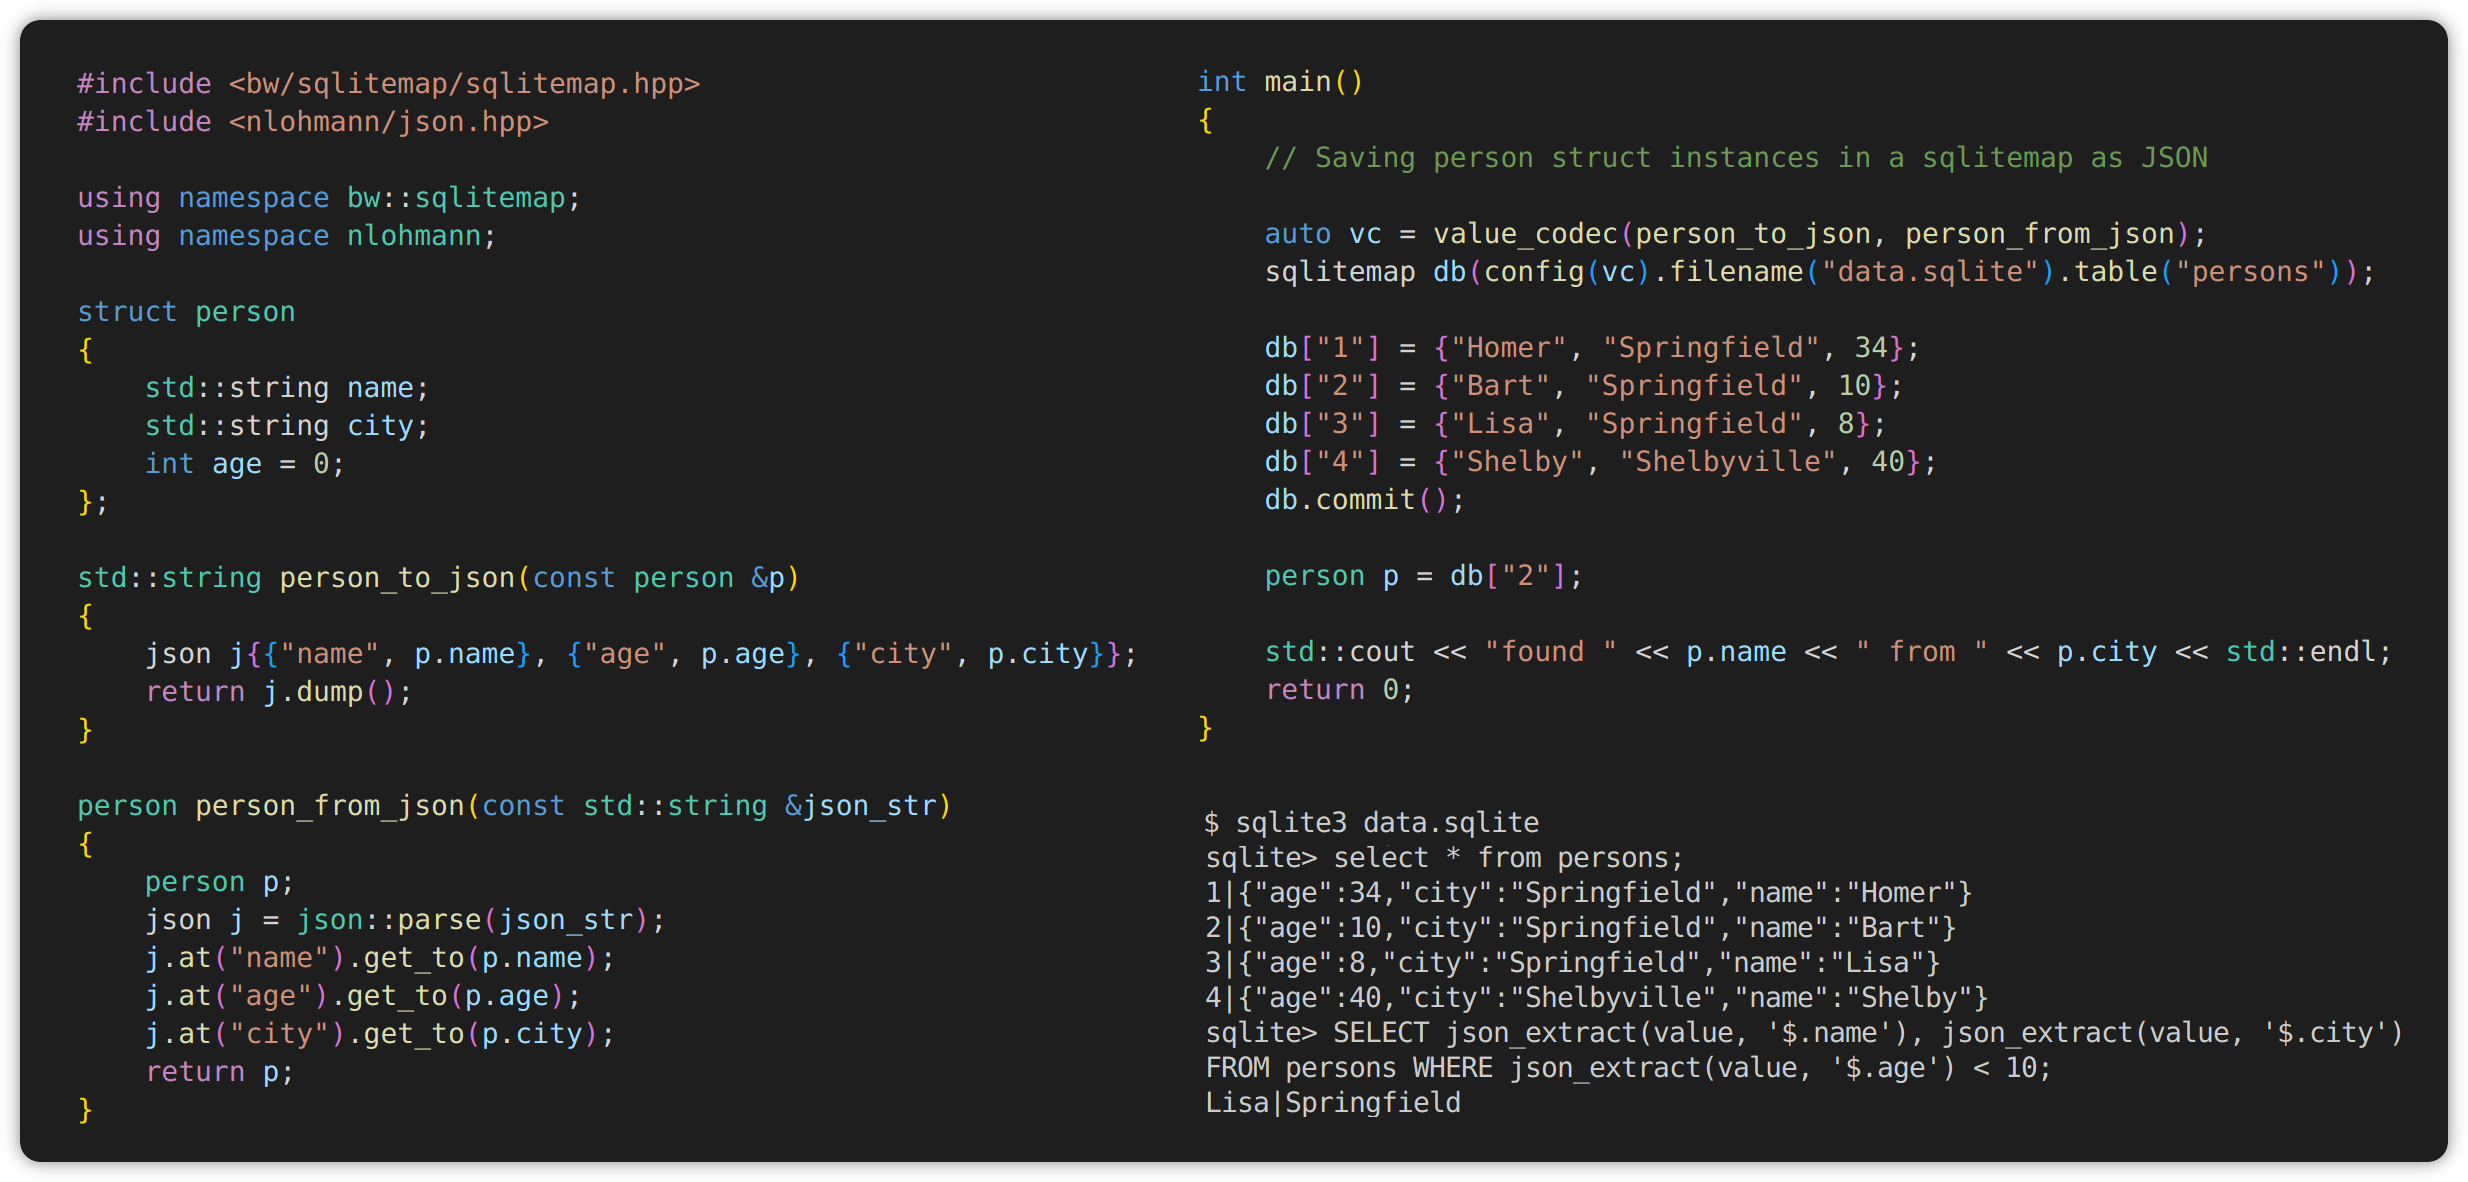 #include <bw/sqlitemap/sqlitemap.hpp>
#include <nlohmann/json.hpp>

using namespace bw::sqlitemap;
using namespace nlohmann;

struct person
{
    std::string name;
    std::string city;
    int age = 0;
};

std::string person_to_json(const person &p)
{
    json j{{"name", p.name}, {"age", p.age}, {"city", p.city}};
    return j.dump();
}

person person_from_json(const std::string &json_str)
{
    person p;
    json j = json::parse(json_str);
    j.at("name").get_to(p.name);
    j.at("age").get_to(p.age);
    j.at("city").get_to(p.city);
    return p;
}

int main()
{
    // Saving person struct instances in a sqlitemap as JSON

    auto vc = value_codec(person_to_json, person_from_json);
    sqlitemap db(config(vc).filename("data.sqlite").table("persons"));

    db["1"] = {"Homer", "Springfield", 34};
    db["2"] = {"Bart", "Springfield", 10};
    db["3"] = {"Lisa", "Springfield", 8};
    db["4"] = {"Shelby", "Shelbyville", 40};
    db.commit();

    person p = db["2"];

    std::cout << "found " << p.name << " from " << p.city << std::endl;
    return 0;
}

$ sqlite3 data.sqlite
sqlite> select * from persons;
1|{"age":34,"city":"Springfield","name":"Homer"}
2|{"age":10,"city":"Springfield","name":"Bart"}
3|{"age":8,"city":"Springfield","name":"Lisa"}
4|{"age":40,"city":"Shelbyville","name":"Shelby"}
sqlite> SELECT json_extract(value, '$.name'), json_extract(value, '$.city')
FROM persons WHERE json_extract(value, '$.age') < 10;
Lisa|Springfield